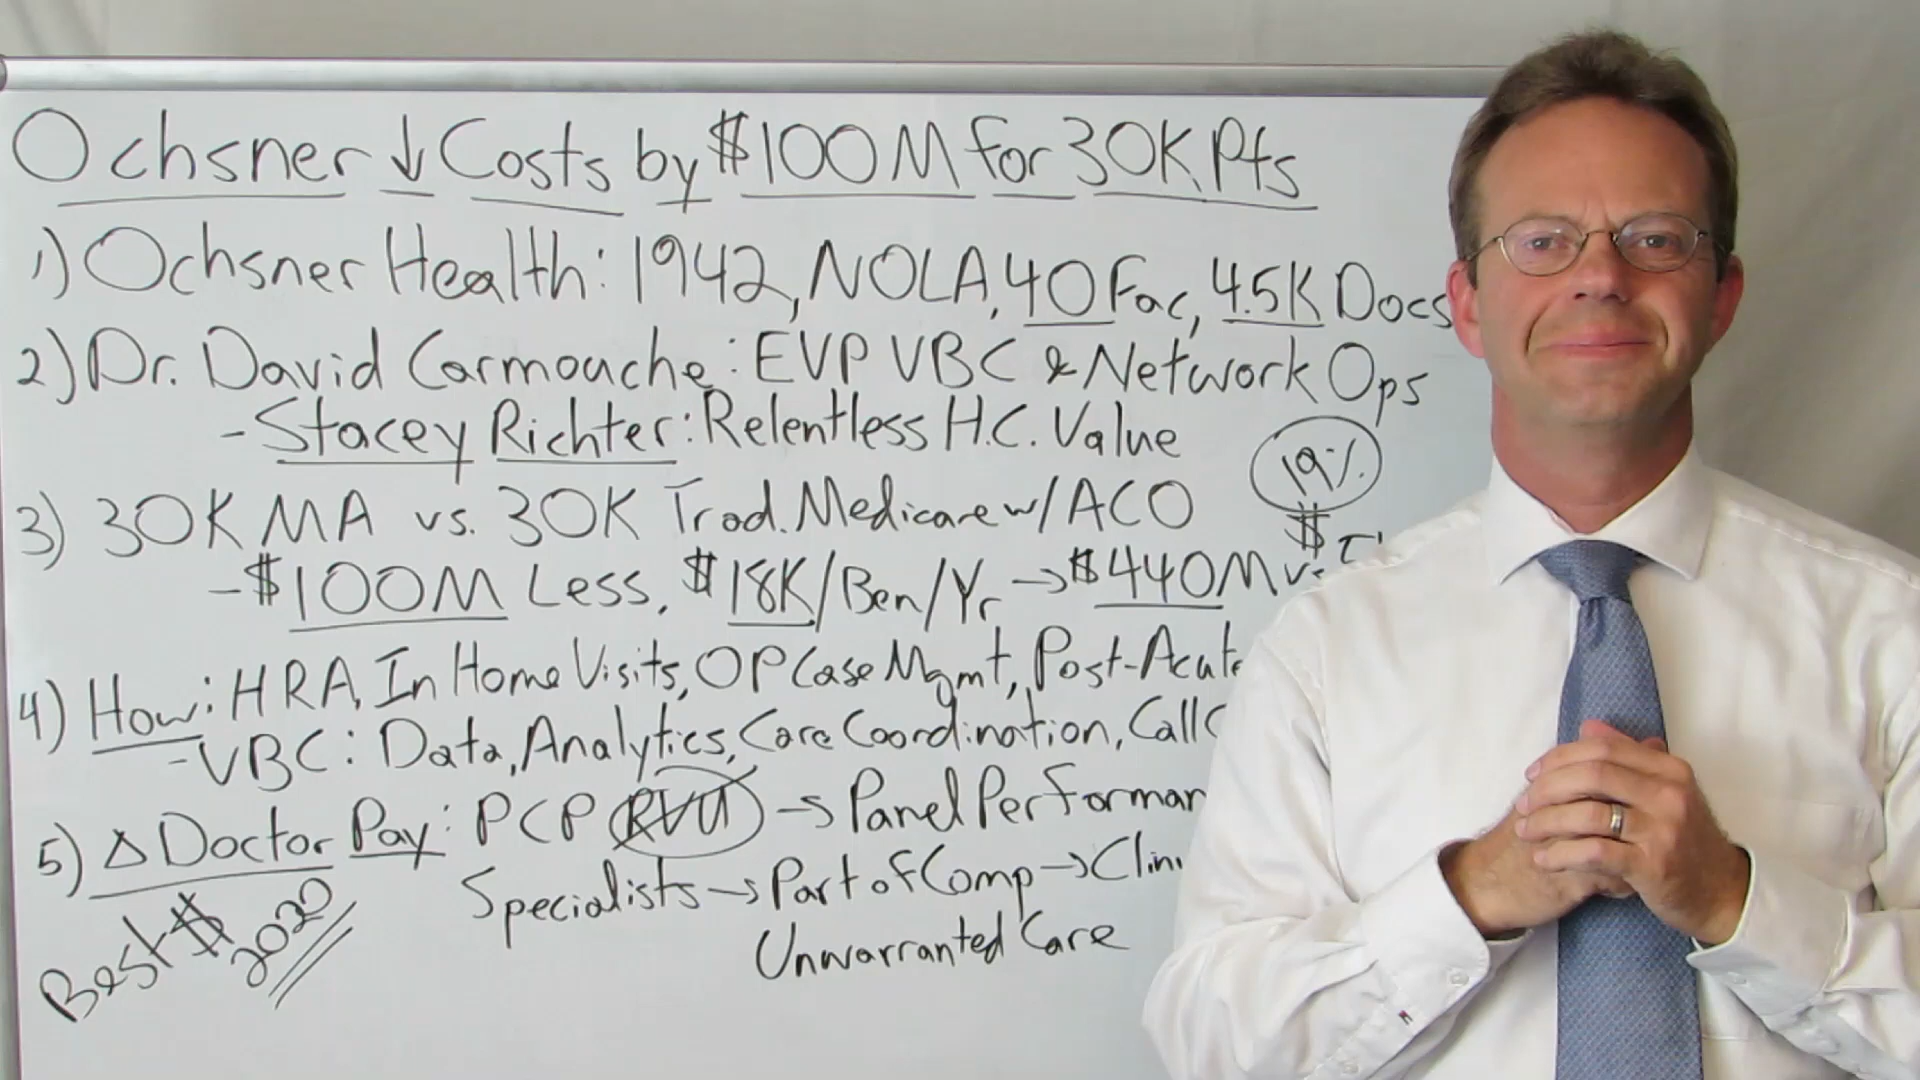 Ochsner ↓ Costs by $100M for 30K Pts
1) Ochsner Health: 1942, NOLA, 40 Fac, 4.5K Docs
2) Dr. David Carmouche: EVP VBC & Network Ops
- Stacey Richter: Relentless H.C. Value
19%
3) 30K MA vs. 30K Trad. Medicare w/ ACO
- $100M Less, $18K/Ben/Yr → $440M vs $
4) How: HRA, In Home Visits, OP Case Mgmt, Post-Acute
- VBC: Data, Analytics, Care Coordination, Call
5) Δ Doctor Pay: PCP RVU → Panel Performan
Specialists → Part of Comp → Clini
Unwarranted Care
Best $
2020